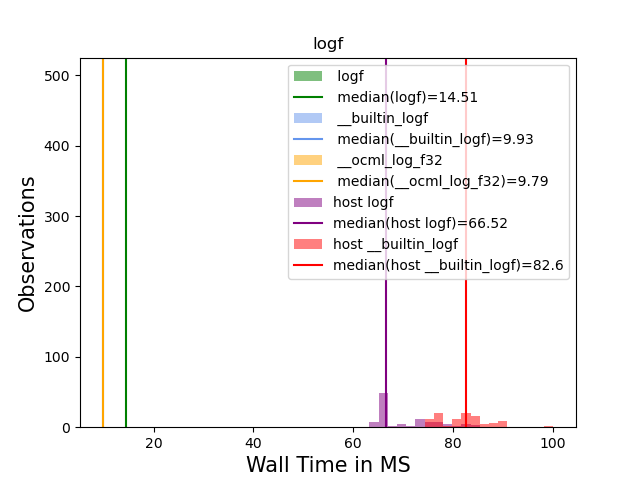 logf
500
400
300
200
100
0
Observations
logf
median(logf)=14.51
__builtin_logf
median(__builtin_logf)=9.93
__ocml_log_f32
median(__ocml_log_f32)=9.79
host logf
median(host logf)=66.52
host __builtin_logf
median(host __builtin_logf)=82.6
20 40 60 80 100
Wall Time in MS